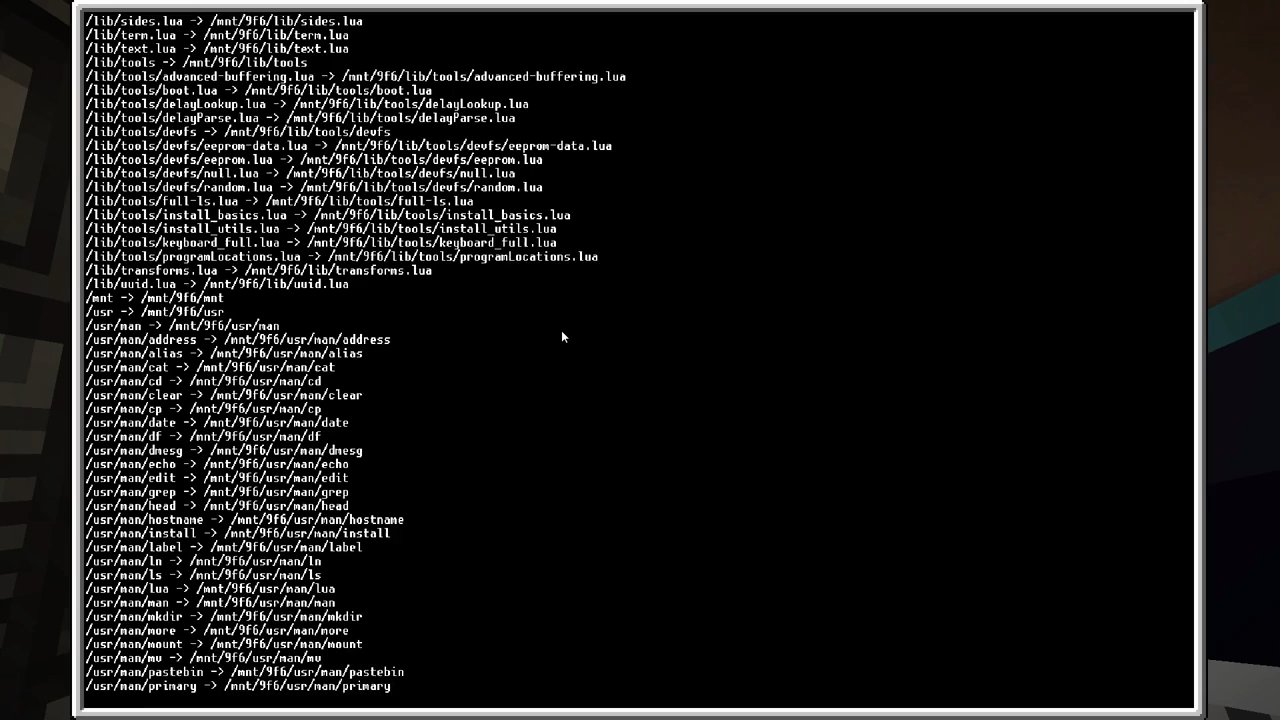 /lib/sides.lua -> /mnt/9f6/lib/sides.lua
/lib/term.lua -> /mnt/9f6/lib/term.lua
/lib/text.lua -> /mnt/9f6/lib/text.lua
/lib/tools -> /mnt/9f6/lib/tools
/lib/tools/advanced-buffering.lua -> /mnt/9f6/lib/tools/advanced-buffering.lua
/lib/tools/boot.lua -> /mnt/9f6/lib/tools/boot.lua
/lib/tools/delayLookup.lua -> /mnt/9f6/lib/tools/delayLookup.lua
/lib/tools/delayParse.lua -> /mnt/9f6/lib/tools/delayParse.lua
/lib/tools/devfs -> /mnt/9f6/lib/tools/devfs
/lib/tools/devfs/eeprom-data.lua -> /mnt/9f6/lib/tools/devfs/eeprom-data.lua
/lib/tools/devfs/eeprom.lua -> /mnt/9f6/lib/tools/devfs/eeprom.lua
/lib/tools/devfs/null.lua -> /mnt/9f6/lib/tools/devfs/null.lua
/lib/tools/devfs/random.lua -> /mnt/9f6/lib/tools/devfs/random.lua
/lib/tools/full-ls.lua -> /mnt/9f6/lib/tools/full-ls.lua
/lib/tools/install_basics.lua -> /mnt/9f6/lib/tools/install_basics.lua
/lib/tools/install_utils.lua -> /mnt/9f6/lib/tools/install_utils.lua
/lib/tools/keyboard_full.lua -> /mnt/9f6/lib/tools/keyboard_full.lua
/lib/tools/programLocations.lua -> /mnt/9f6/lib/tools/programLocations.lua
/lib/transforms.lua -> /mnt/9f6/lib/transforms.lua
/lib/uuid.lua -> /mnt/9f6/lib/uuid.lua
/mnt -> /mnt/9f6/mnt
/usr -> /mnt/9f6/usr
/usr/man -> /mnt/9f6/usr/man
/usr/man/address -> /mnt/9f6/usr/man/address
/usr/man/alias -> /mnt/9f6/usr/man/alias
/usr/man/cat -> /mnt/9f6/usr/man/cat
/usr/man/cd -> /mnt/9f6/usr/man/cd
/usr/man/clear -> /mnt/9f6/usr/man/clear
/usr/man/cp -> /mnt/9f6/usr/man/cp
/usr/man/date -> /mnt/9f6/usr/man/date
/usr/man/df -> /mnt/9f6/usr/man/df
/usr/man/dmesg -> /mnt/9f6/usr/man/dmesg
/usr/man/echo -> /mnt/9f6/usr/man/echo
/usr/man/edit -> /mnt/9f6/usr/man/edit
/usr/man/grep -> /mnt/9f6/usr/man/grep
/usr/man/head -> /mnt/9f6/usr/man/head
/usr/man/hostname -> /mnt/9f6/usr/man/hostname
/usr/man/install -> /mnt/9f6/usr/man/install
/usr/man/label -> /mnt/9f6/usr/man/label
/usr/man/ln -> /mnt/9f6/usr/man/ln
/usr/man/ls -> /mnt/9f6/usr/man/ls
/usr/man/lua -> /mnt/9f6/usr/man/lua
/usr/man/man -> /mnt/9f6/usr/man/man
/usr/man/mkdir -> /mnt/9f6/usr/man/mkdir
/usr/man/more -> /mnt/9f6/usr/man/more
/usr/man/mount -> /mnt/9f6/usr/man/mount
/usr/man/mv -> /mnt/9f6/usr/man/mv
/usr/man/pastebin -> /mnt/9f6/usr/man/pastebin
/usr/man/primary -> /mnt/9f6/usr/man/primary